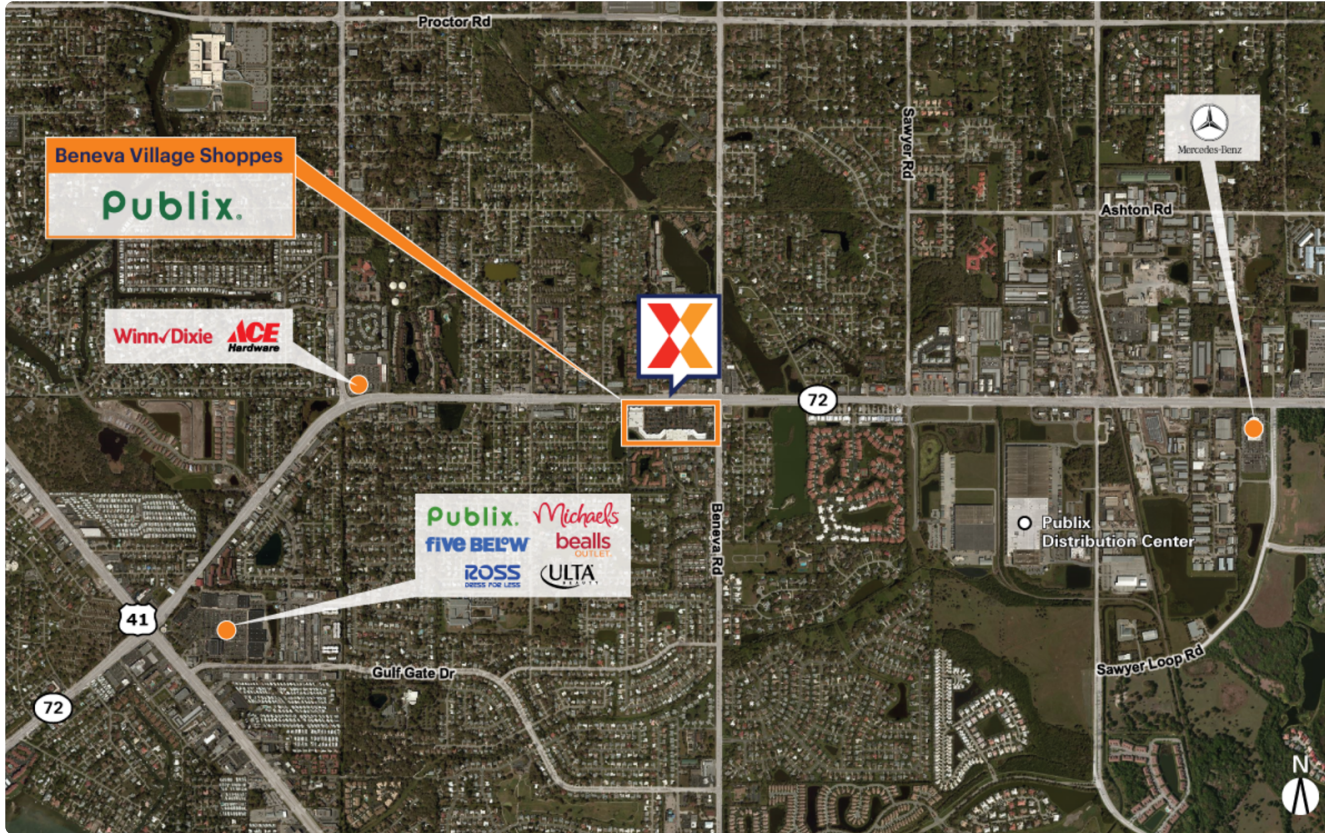 Proctor Rd
Sawyer Rd
Mercedes-Benz
Beneva Village Shoppes
Publix.
Ashton Rd
Winn Dixie ACE
Hardware
72
Publix. Michaels
five BELOW bealls
OUTLET
ROSS ULTA
DRESS FOR LESS BEAUTY
Beneva Rd
Publix
Distribution Center
41
Gulf Gate Dr
Sawyer Loop Rd
72
N